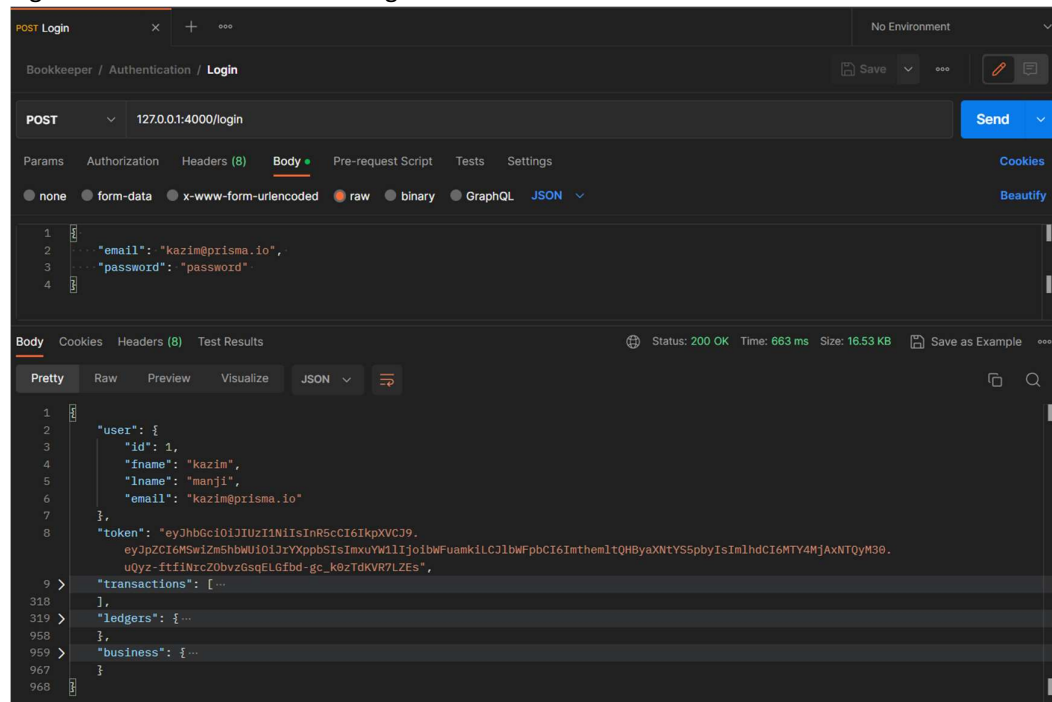 POST Login × + ooo No Environment
Bookkeeper / Authentication / Login Save ooo
POST 127.0.0.1:4000/login Send
Params Authorization Headers (8) Body Pre-request Script Tests Settings Cookies
none form-data x-www-form-urlencoded raw binary GraphQL JSON Beautify
1 {
2 "email": "kazim@prisma.io",
3 "password": "password"
4 }
Body Cookies Headers (8) Test Results Status: 200 OK Time: 663 ms Size: 16.53 KB Save as Example ooo
Pretty Raw Preview Visualize JSON
1 {
2 "user": {
3 "id": 1,
4 "fname": "kazim",
5 "lname": "manji",
6 "email": "kazim@prisma.io"
7 },
8 "token": "eyJhbGciOiJIUzI1NiIsInR5cCI6IkpXVCJ9.
eyJpZCI6MSwiZm5hbWUiOiJrYXppbSIsImxuYW1lIjoibWFuamkiLCJlbWFpbCI6ImthemltQHByaXNtYS5pbyIsImlhdCI6MTY4MjAxNTQyM30.
uQyz-ftfiNrcZObvzGsqELGfbd-gc_k0zTdKVR7LZEs",
9 > "transactions": [...
318 ],
319 > "ledgers": {...
958 },
959 > "business": {...
967 }
968 }